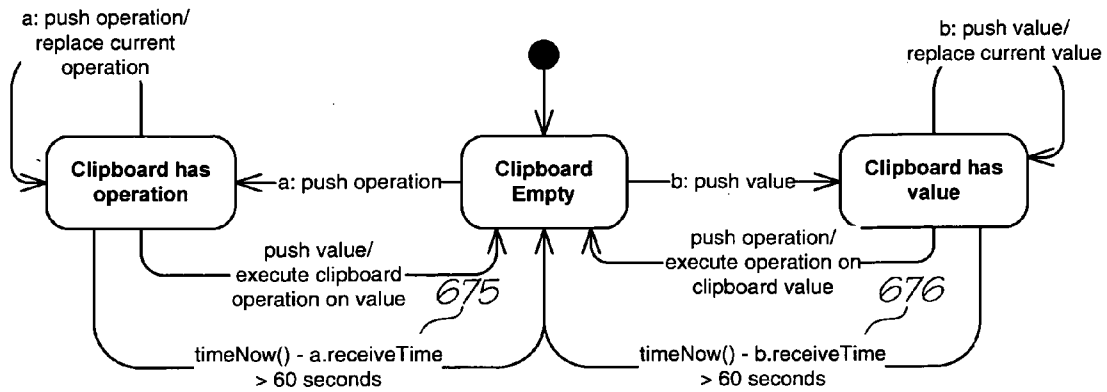 a: push operation/
replace current
operation
b: push value/
replace current value
Clipboard has
operation
a: push operation
Clipboard
Empty
b: push value
Clipboard has
value
push value/
execute clipboard
operation on value
675
push operation/
execute operation on
clipboard value
676
timeNow() - a.receiveTime
> 60 seconds
timeNow() - b.receiveTime
> 60 seconds